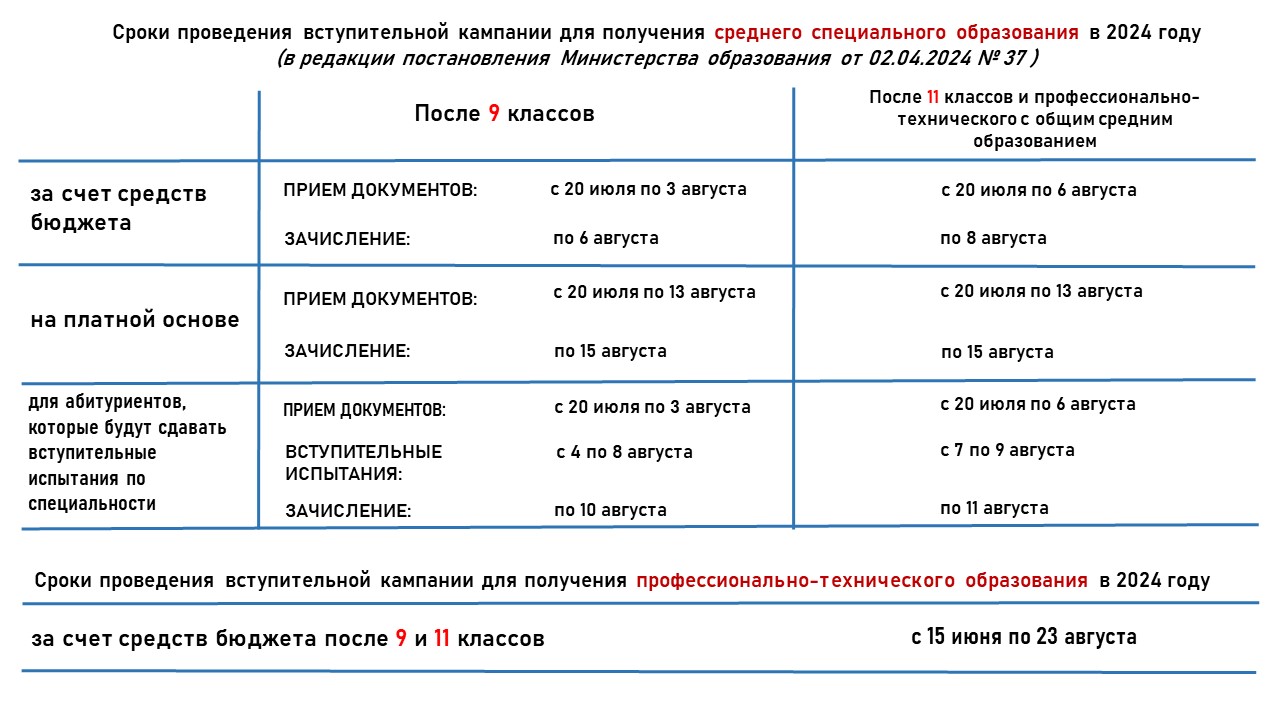 Сроки проведения вступительной кампании для получения среднего специального образования в 2024 году
(в редакции постановления Министерства образования от 02.04.2024 № 37 )
После 9 классов
После 11 классов и профессионально-
технического с общим средним
образованием
за счет средств
бюджета
ПРИЕМ ДОКУМЕНТОВ: с 20 июля по 3 августа с 20 июля по 6 августа
ЗАЧИСЛЕНИЕ: по 6 августа по 8 августа
на платной основе
ПРИЕМ ДОКУМЕНТОВ: с 20 июля по 13 августа с 20 июля по 13 августа
ЗАЧИСЛЕНИЕ: по 15 августа по 15 августа
для абитуриентов,
которые будут сдавать
вступительные
испытания по
специальности
ПРИЕМ ДОКУМЕНТОВ: с 20 июля по 3 августа с 20 июля по 6 августа
ВСТУПИТЕЛЬНЫЕ
ИСПЫТАНИЯ: с 4 по 8 августа с 7 по 9 августа
ЗАЧИСЛЕНИЕ: по 10 августа по 11 августа
Сроки проведения вступительной кампании для получения профессионально-технического образования в 2024 году
за счет средств бюджета после 9 и 11 классов с 15 июня по 23 августа